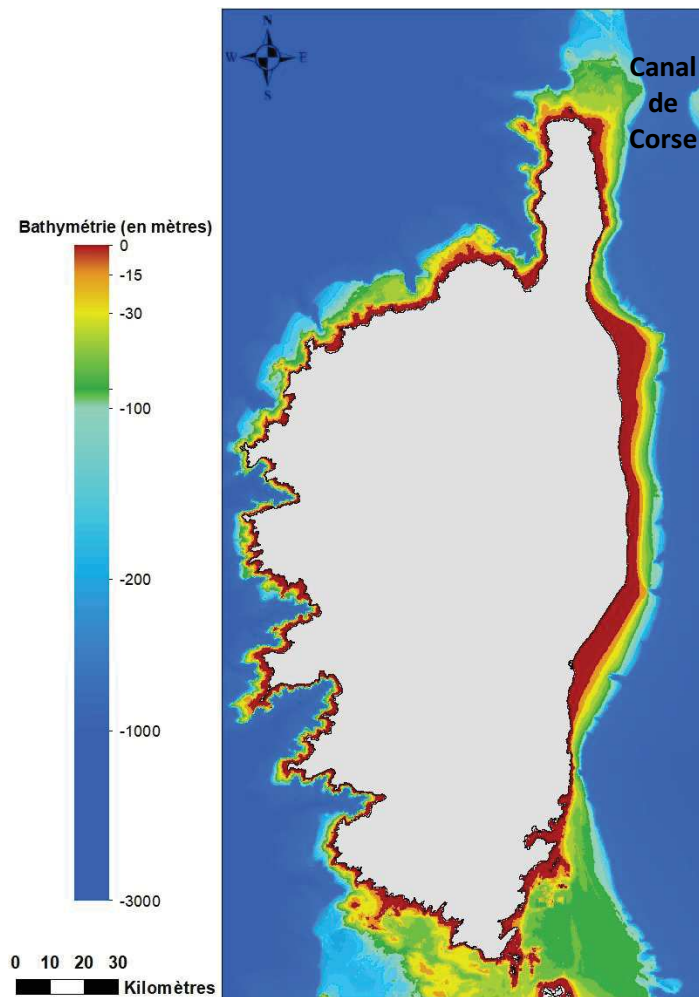 N
W E
S
Canal
de
Corse
Bathymétrie (en mètres)
0
-15
-30
-100
-200
-1000
-3000
0 10 20 30
Kilomètres